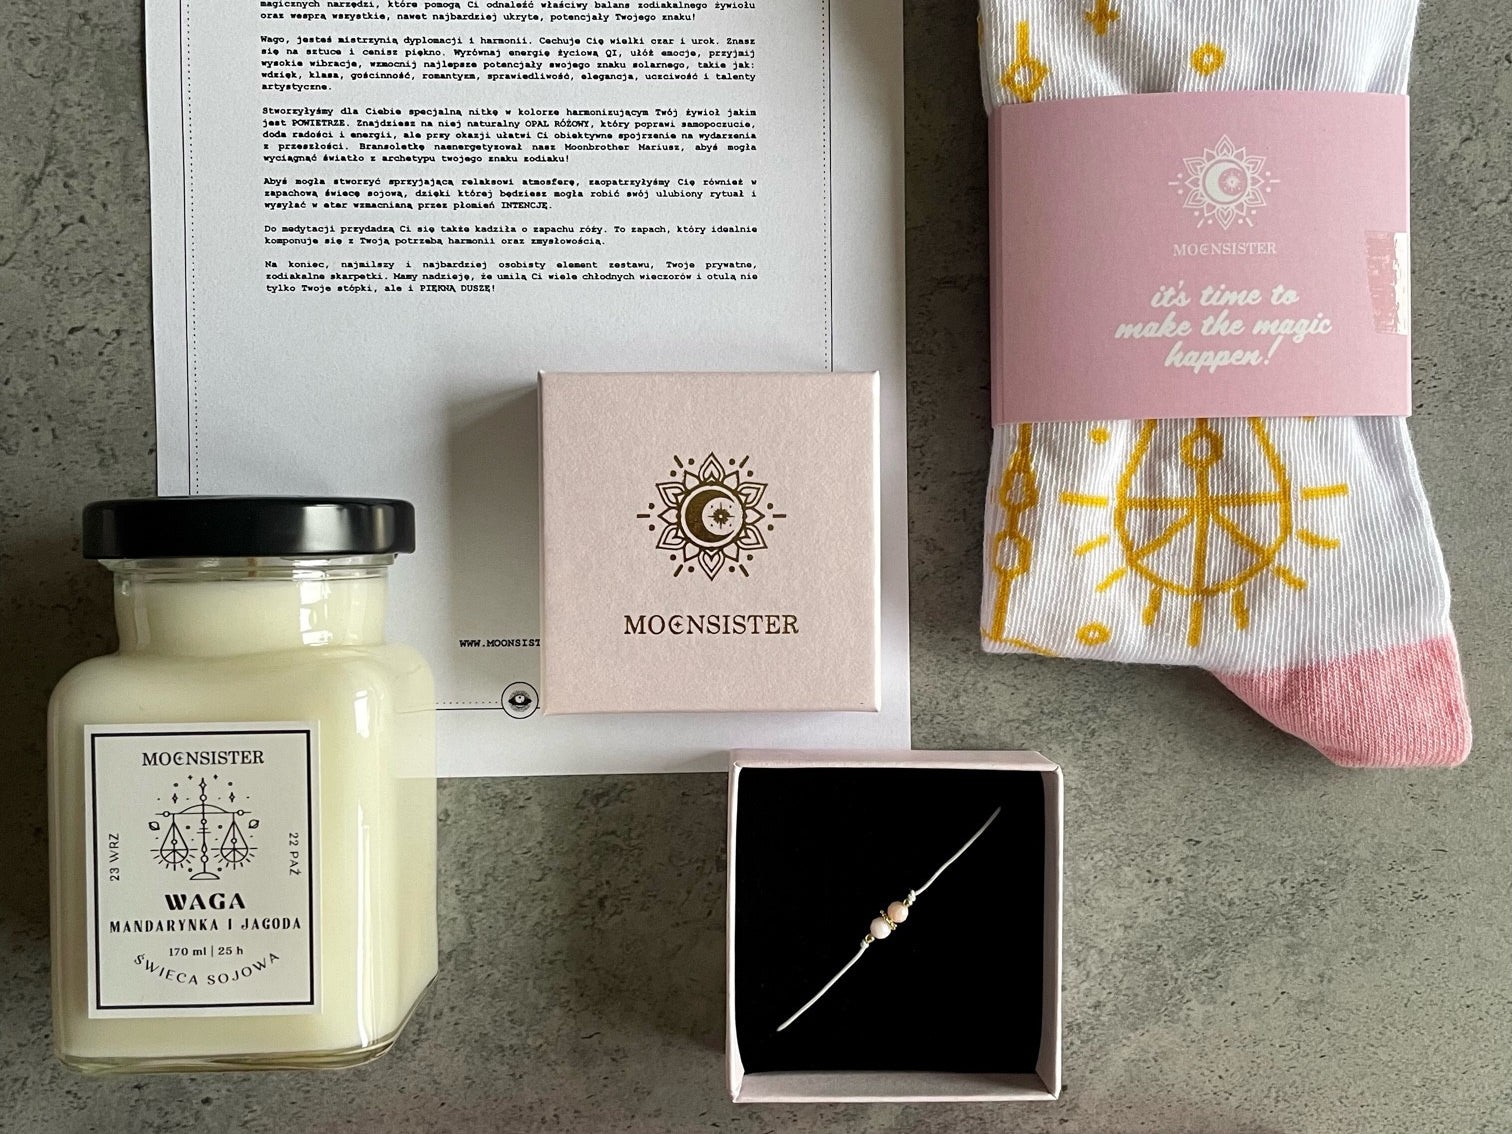 magicznych narzędzi, które pomogą Ci odnaleźć właściwy balans zodiakalnego żywiołu
oraz wesprą wszystkie, nawet najbardziej ukryte, potencjały Twojego znaku!
Wago, jesteś mistrzynią dyplomacji i harmonii. Cechuje Cię wielki czar i urok. Znasz
się na sztuce i cenisz piękno. Wyrównaj energię życiową QI, ułóż emocje, przyjmij
wysokie wibracje, wzmocnij najlepsze potencjały swojego znaku solarnego, takie jak:
wdzięk, klasa, gościnność, romantyzm, sprawiedliwość, elegancja, uczciwość i talenty
artystyczne.
Stworzyłyśmy dla Ciebie specjalną nitkę w kolorze harmonizującym Twój żywioł jakim
jest POWIETRZE. Znajdziesz na niej naturalny OPAL RÓŻOWY, który poprawi samopoczucie,
doda radości i energii, ale przy okazji ułatwi Ci obiektywne spojrzenie na wydarzenia
z przeszłości. Bransoletkę naenergetyzował nasz Moonbrother Mariusz, abyś mogła
wyciągnąć światło z archetypu twojego znaku zodiaku!
Abyś mogła stworzyć sprzyjającą relaksowi atmosferę, zaopatrzyłyśmy Cię również w
zapachową świecę sojową, dzięki której będziesz mogła robić swój ulubiony rytuał i
wysyłać w eter wzmacnianą przez płomień INTENCJĘ.
Do medytacji przydadzą Ci się także kadziła o zapachu róży. To zapach, który idealnie
komponuje się z Twoją potrzebą harmonii oraz zmysłowością.
Na koniec, najmilszy i najbardziej osobisty element zestawu, Twoje prywatne,
zodiakalne skarpetki. Mamy nadzieję, że umilą Ci wiele chłodnych wieczorów i otulą nie
tylko Twoje stópki, ale i PIĘKNĄ DUSZĘ!
WWW.MOONSIST
MOONSISTER
it's time to
make the magic
happen!
MOONSISTER
MOONSISTER
23 WRZ
22 PAŹ
WAGA
MANDARYNKA I JAGODA
170 ml | 25 h
ŚWIECA SOJOWA